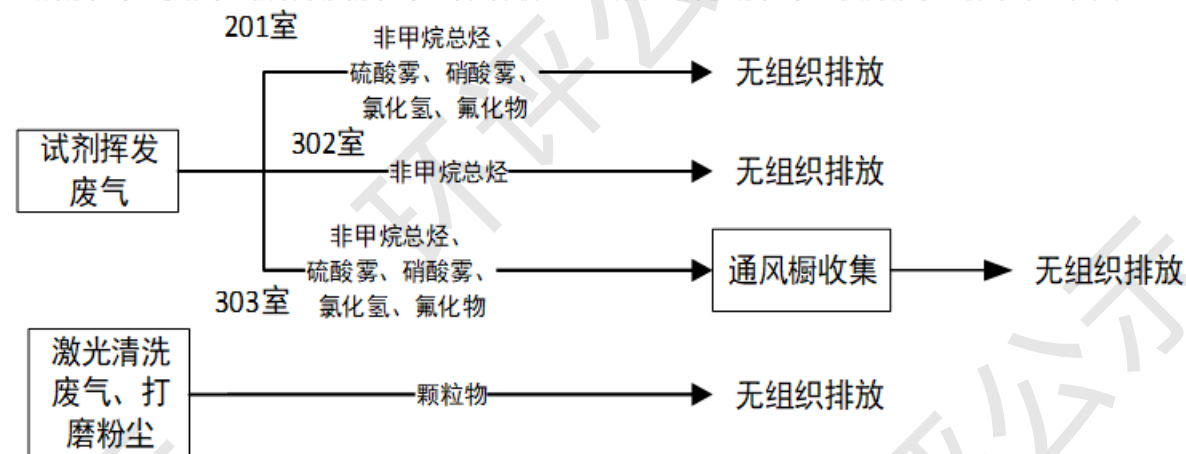 201室
非甲烷总烃、
硫酸雾、硝酸雾、
氯化氢、氟化物
无组织排放
试剂挥发
废气
302室
非甲烷总烃
无组织排放
非甲烷总烃、
硫酸雾、硝酸雾、
氯化氢、氟化物
303室
通风橱收集
无组织排放
激光清洗
废气、打
磨粉尘
颗粒物
无组织排放
环评公示